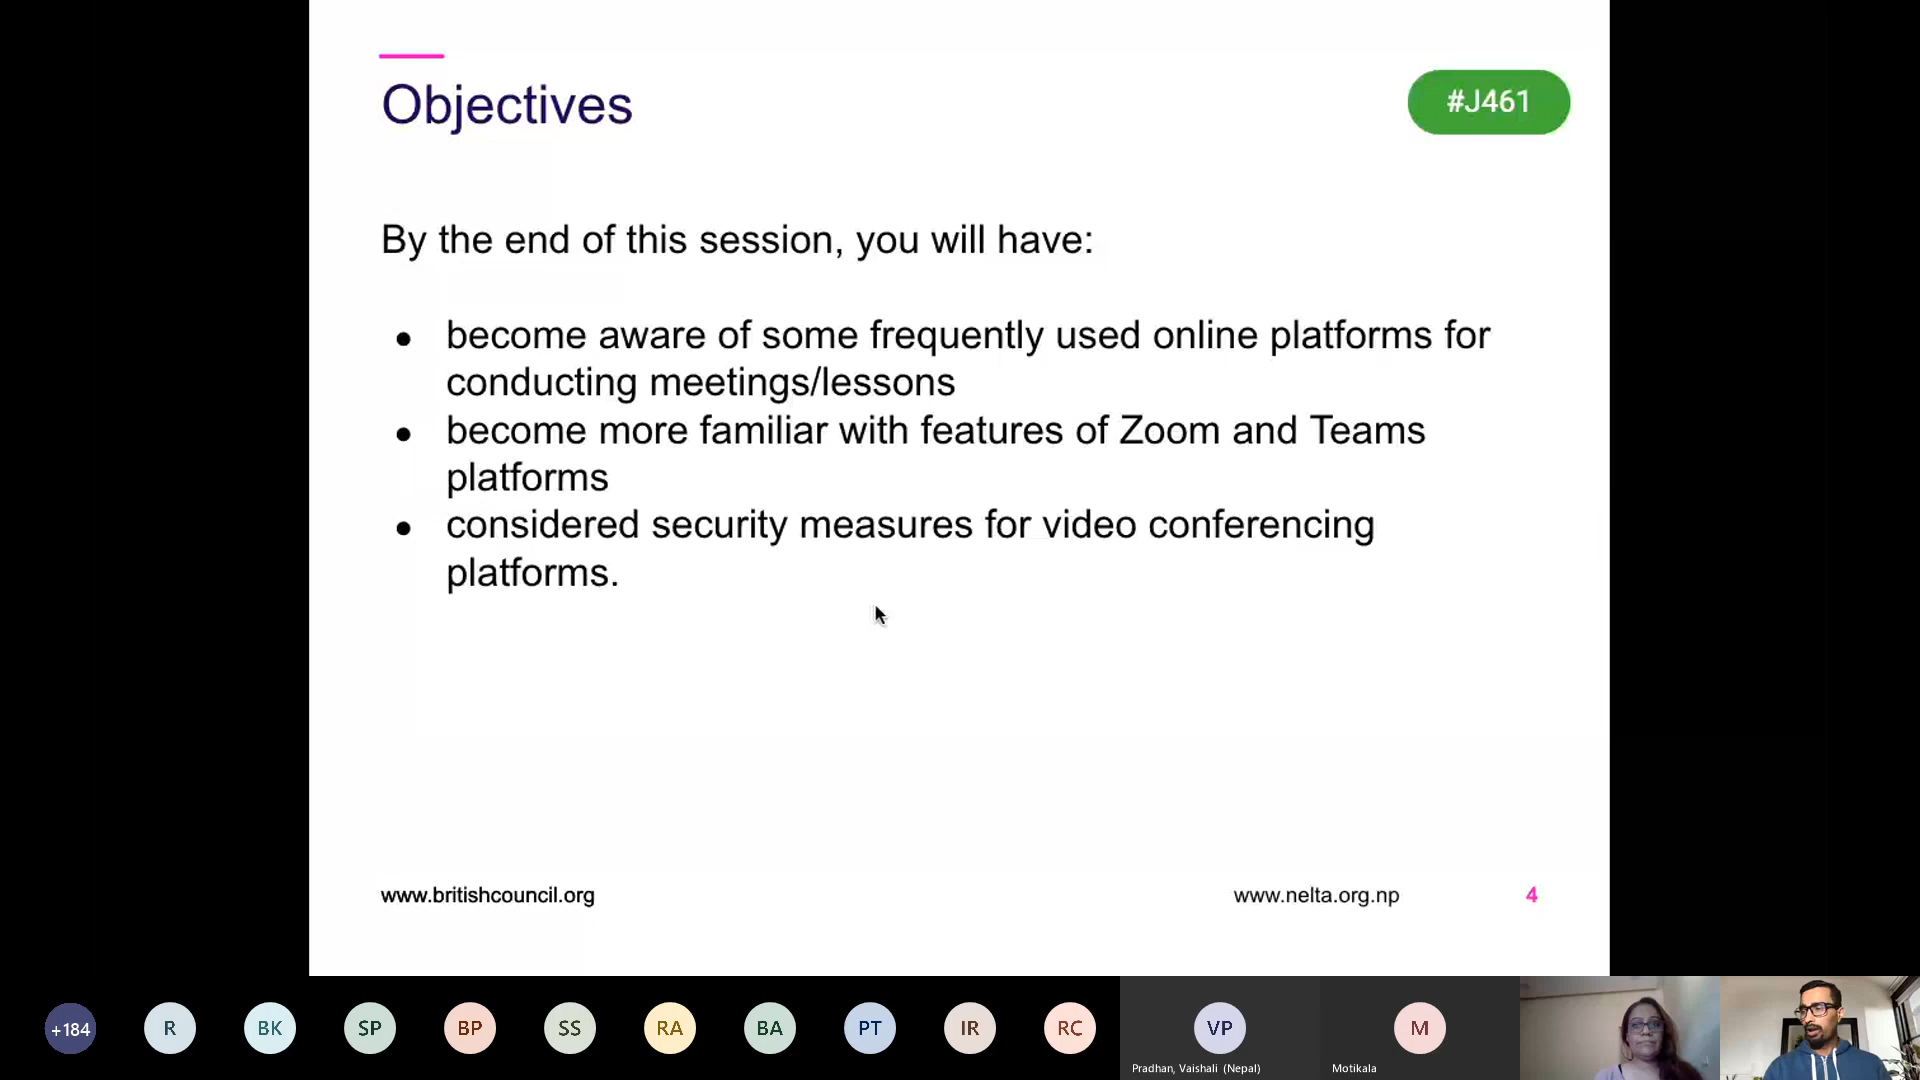 Objectives
#J461
By the end of this session, you will have:
● become aware of some frequently used online platforms for
conducting meetings/lessons
● become more familiar with features of Zoom and Teams
platforms
● considered security measures for video conferencing
platforms.
www.britishcouncil.org
www.nelta.org.np
4
+184
R
BK
SP
BP
SS
RA
BA
PT
IR
RC
VP
Pradhan, Vaishali (Nepal)
M
Motikala